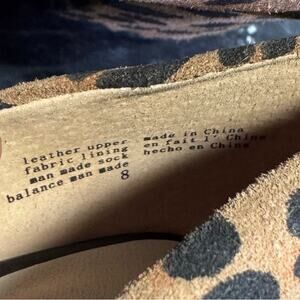 leather upper made in China
fabric lining en fait l' China
man made sock hecho en China
balance man made
8